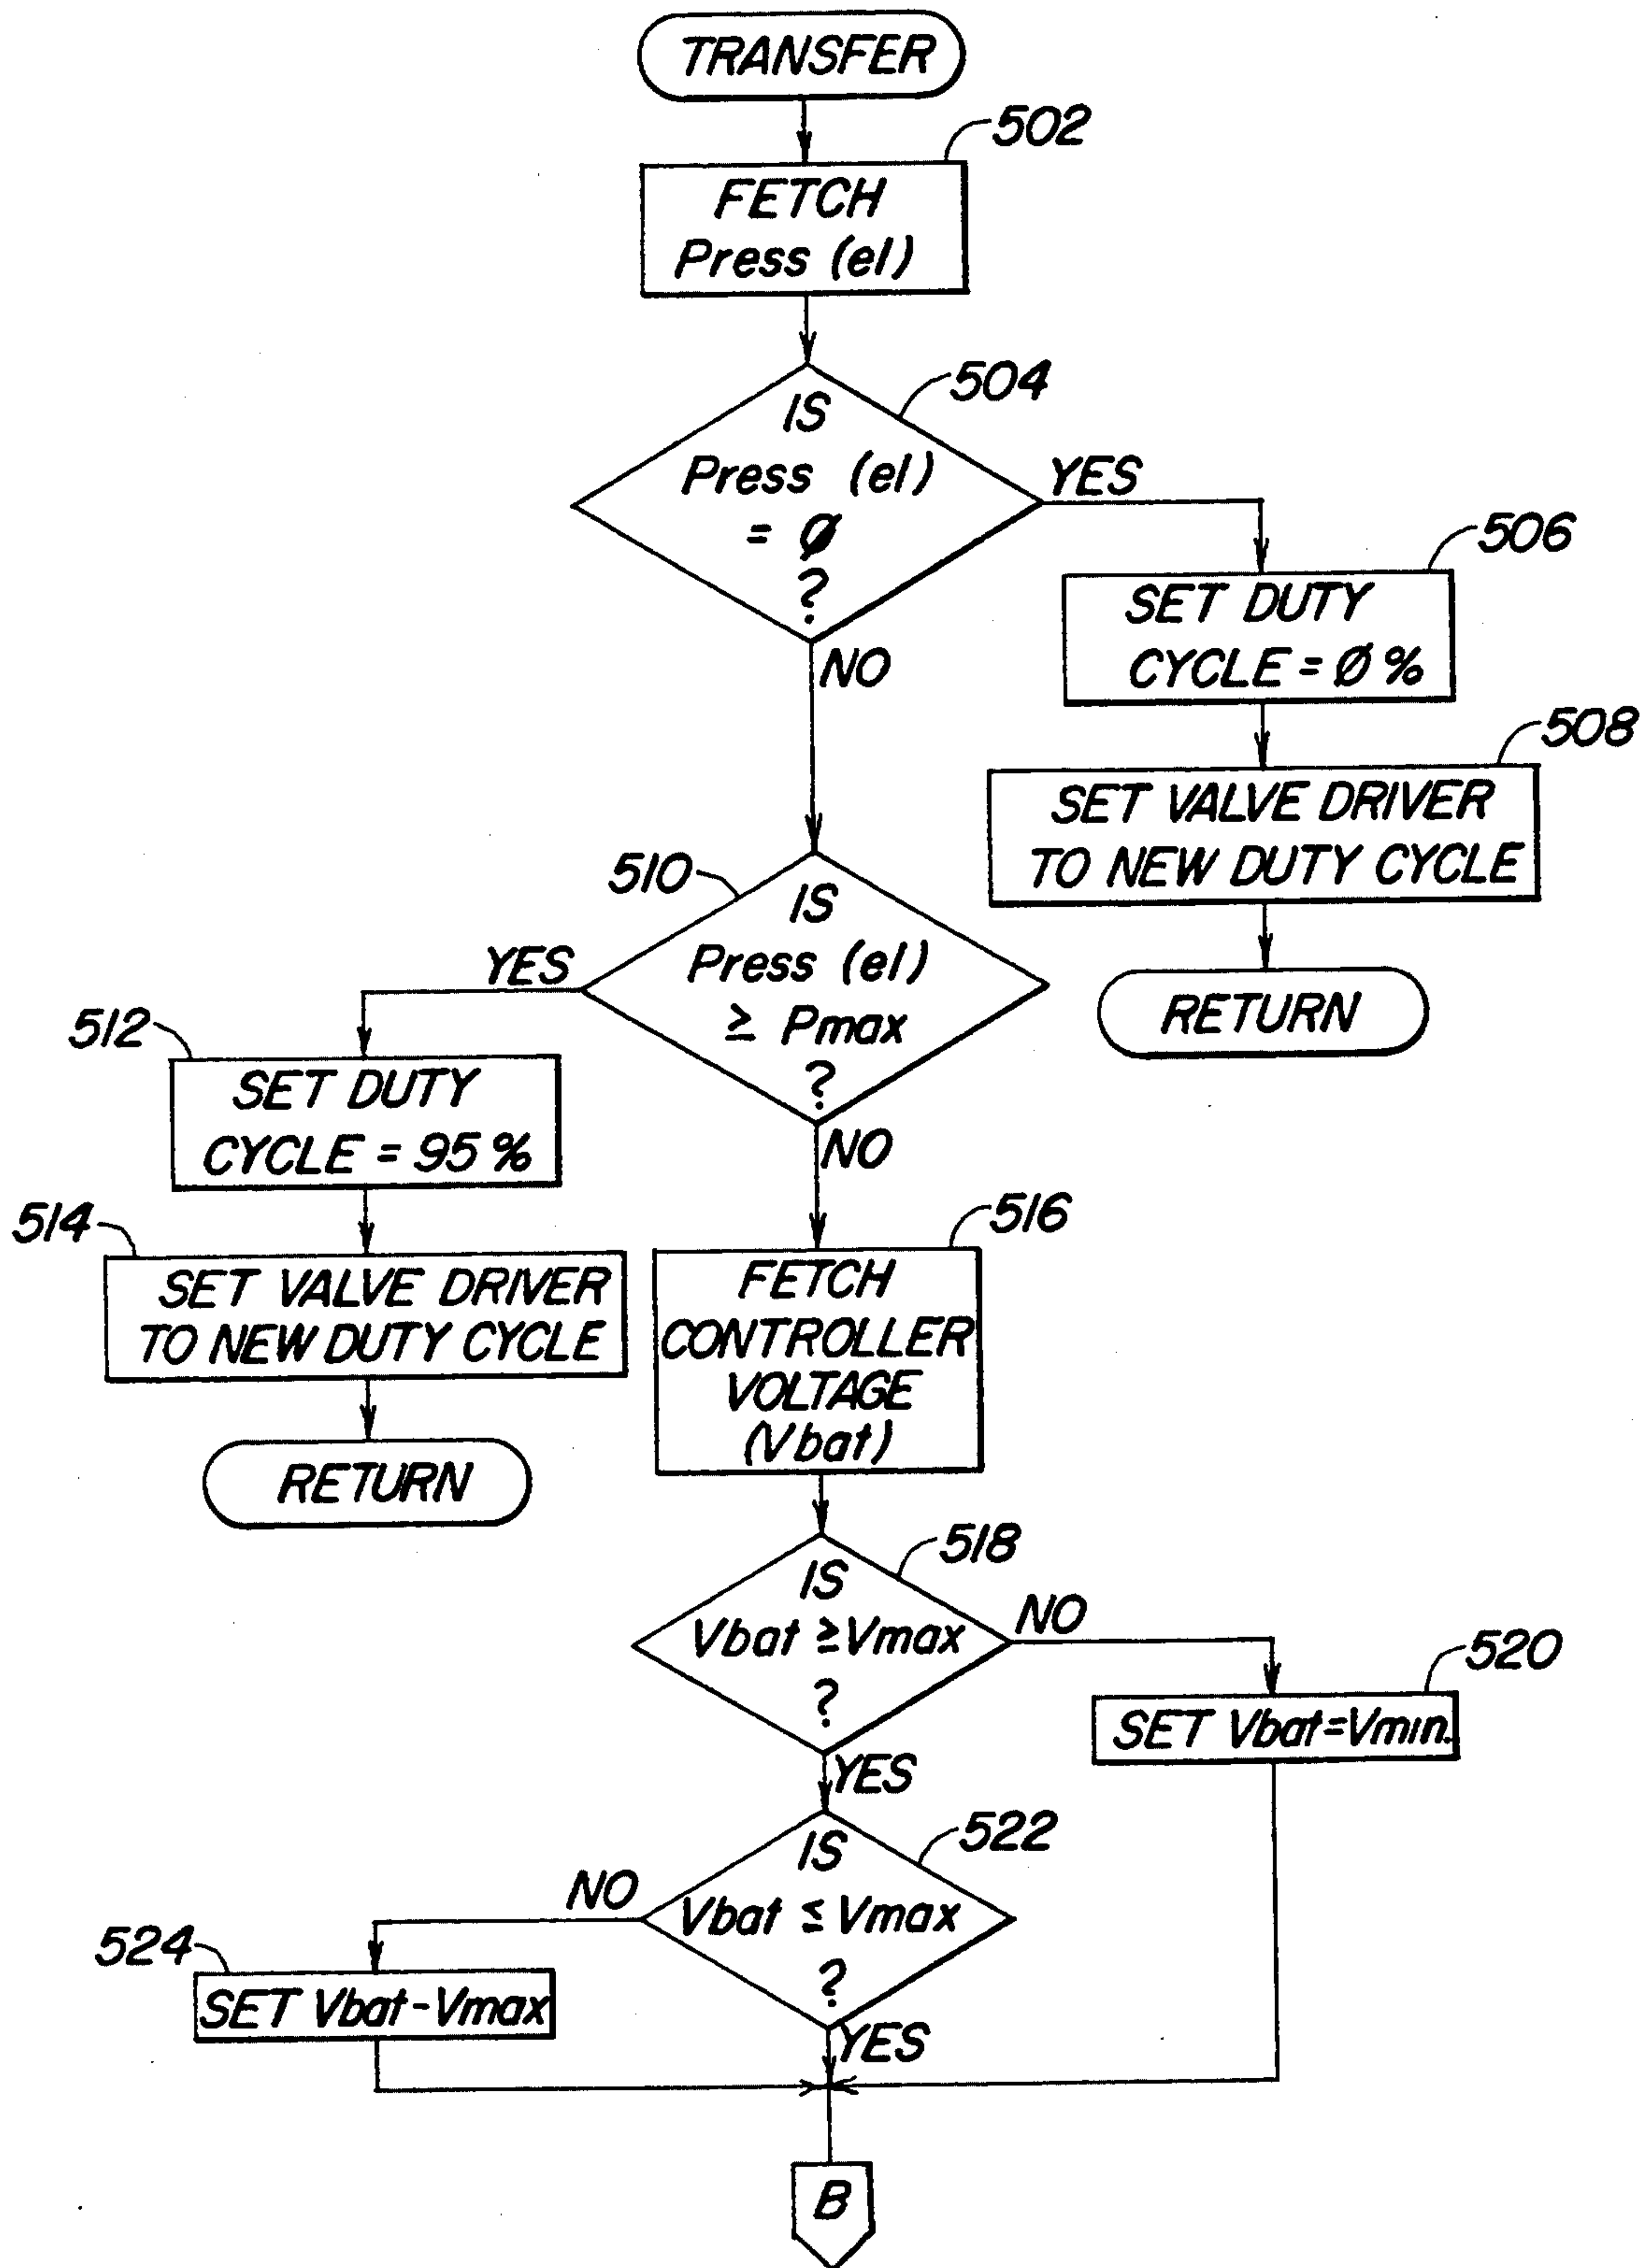 TRANSFER
502
FETCH
Press (el)
504
IS
Press (el)
= Ø
?
YES
NO
506
SET DUTY
CYCLE = Ø %
508
SET VALVE DRIVER
TO NEW DUTY CYCLE
RETURN
510
IS
Press (el)
≥ Pmax
?
YES
NO
512
SET DUTY
CYCLE = 95 %
514
SET VALVE DRIVER
TO NEW DUTY CYCLE
RETURN
516
FETCH
CONTROLLER
VOLTAGE
(Vbat)
518
IS
Vbat ≥ Vmax
?
NO
YES
520
SET Vbat=Vmin.
522
IS
Vbat ≤ Vmax
?
NO
YES
524
SET Vbat-Vmax
B